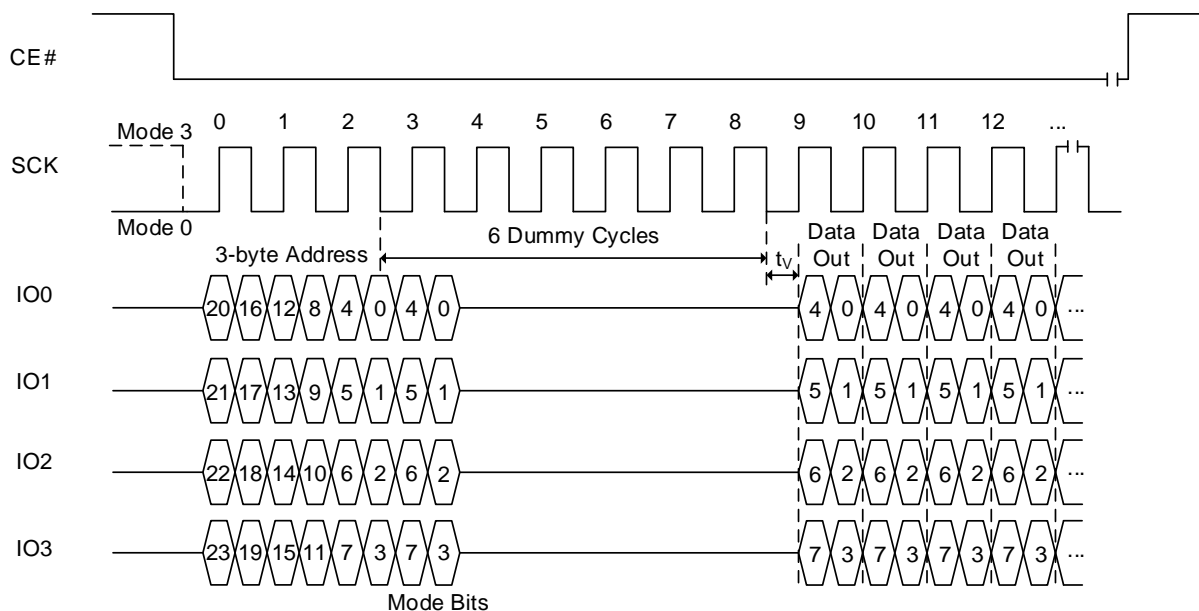 CE#
0 1 2 3 4 5 6 7 8 9 10 11 12 ...
Mode 3
SCK
Mode 0
6 Dummy Cycles
Data Out Data Out Data Out Data Out
3-byte Address
tV
IO0 20 16 12 8 4 0 4 0 4 0 4 0 4 0 4 0 ...
IO1 21 17 13 9 5 1 5 1 5 1 5 1 5 1 5 1 ...
IO2 22 18 14 10 6 2 6 2 6 2 6 2 6 2 6 2 ...
IO3 23 19 15 11 7 3 7 3 7 3 7 3 7 3 7 3 ...
Mode Bits